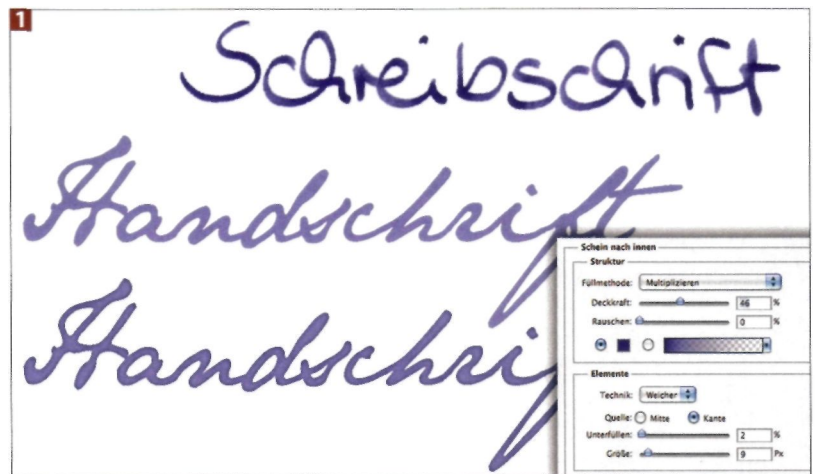 1
Schreibschrift
Handschrift
Handschrif
Schein nach innen
Struktur
Füllmethode: Multiplizieren
Deckkraft: 46 %
Rauschen: 0 %
Elemente
Technik: Weicher
Quelle: Mitte Kante
Unterfüllen: 2 %
Größe: 9 Px